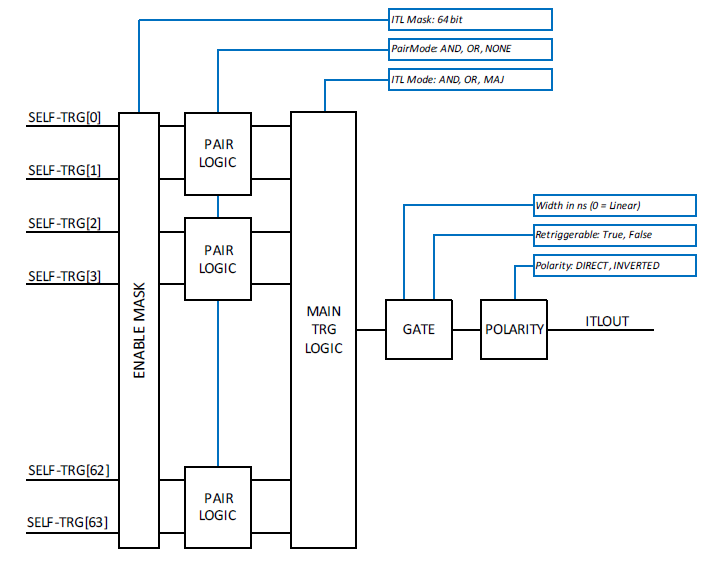 ITL Mask: 64bit
PairMode: AND, OR, NONE
ITL Mode: AND, OR, MAJ
SELF-TRG[0]
SELF-TRG[1]
SELF-TRG[2]
SELF-TRG[3]
SELF-TRG[62]
SELF-TRG[63]
ENABLE MASK
PAIR
LOGIC
PAIR
LOGIC
PAIR
LOGIC
MAIN
TRG
LOGIC
Width in ns (0 = Linear)
Retriggerable: True, False
Polarity: DIRECT, INVERTED
GATE
POLARITY
ITLOUT